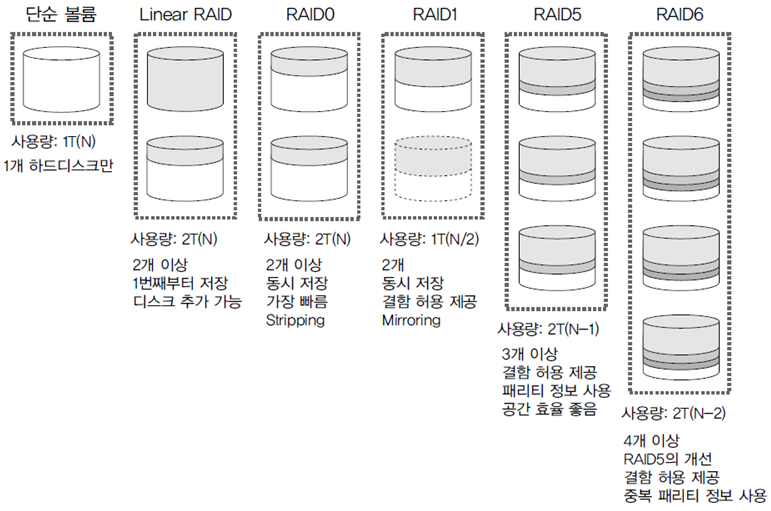 단순 볼륨
사용량: 1T(N)
1개 하드디스크만
Linear RAID
사용량: 2T(N)
2개 이상
1번째부터 저장
디스크 추가 가능
RAID0
사용량: 2T(N)
2개 이상
동시 저장
가장 빠름
Stripping
RAID1
사용량: 1T(N/2)
2개
동시 저장
결함 허용 제공
Mirroring
RAID5
사용량: 2T(N-1)
3개 이상
결함 허용 제공
패리티 정보 사용
공간 효율 좋음
RAID6
사용량: 2T(N-2)
4개 이상
RAID5의 개선
결함 허용 제공
중복 패리티 정보 사용